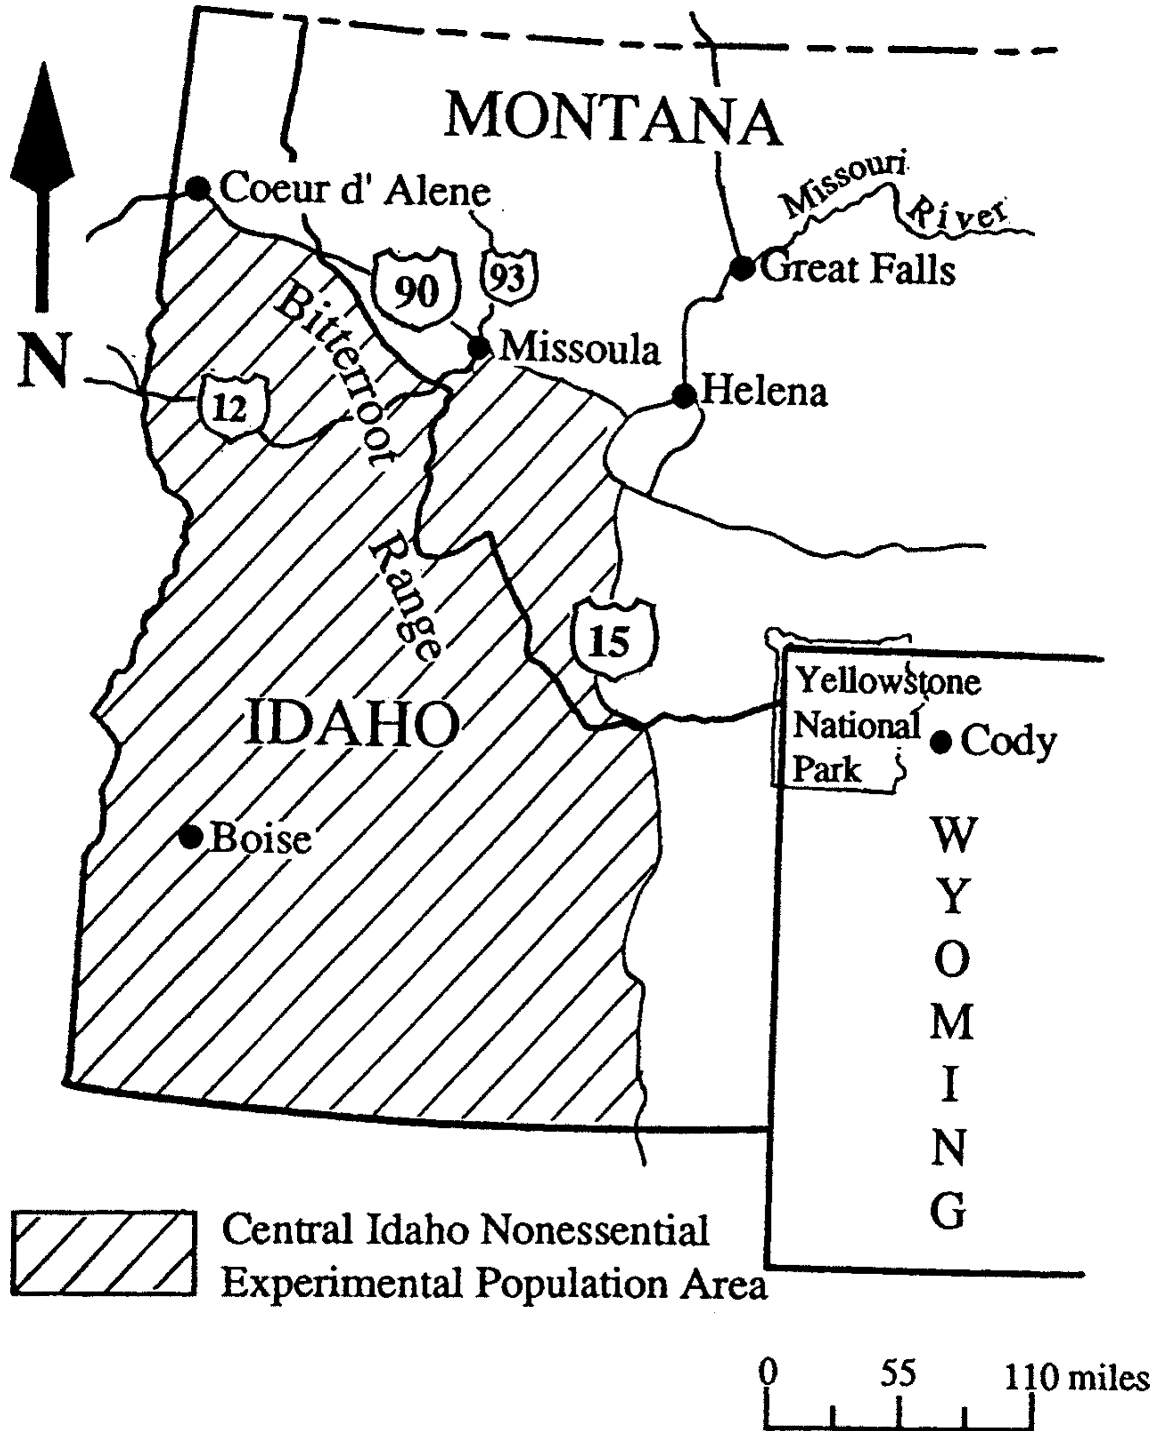 MONTANA
Coeur d' Alene
Missouri
River
90
93
Great Falls
Bitterroot
N
Missoula
12
Helena
Range
15
Yellowstone
National
Park
Cody
IDAHO
Boise
WYOMING
Central Idaho Nonessential
Experimental Population Area
0 55 110 miles